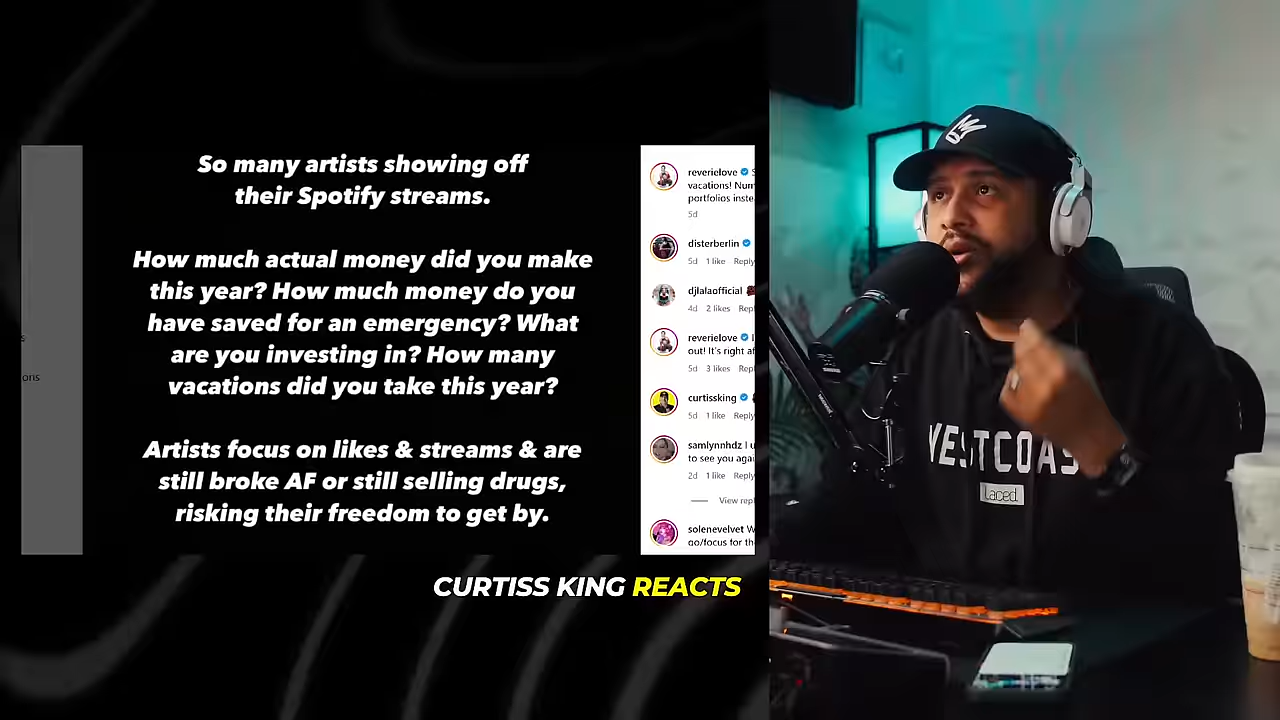 So many artists showing off
their Spotify streams.
How much actual money did you make
this year? How much money do you
have saved for an emergency? What
are you investing in? How many
vacations did you take this year?
Artists focus on likes & streams & are
still broke AF or still selling drugs,
risking their freedom to get by.
ons
reverielove
vacations! Num
portfolios inste
5d
disterberlin
5d 1 like Reply
djlalaofficial
4d 2 likes Rep
reverielove I
out! It's right af
5d 3 likes Rep
curtissking
5d 1 like Reply
samlynnhdz I u
to see you agai
2d 1 like Reply
View repl
solenevelvet W
go/focus for th
CURTISS KING REACTS
WESTCOAS
Laced.